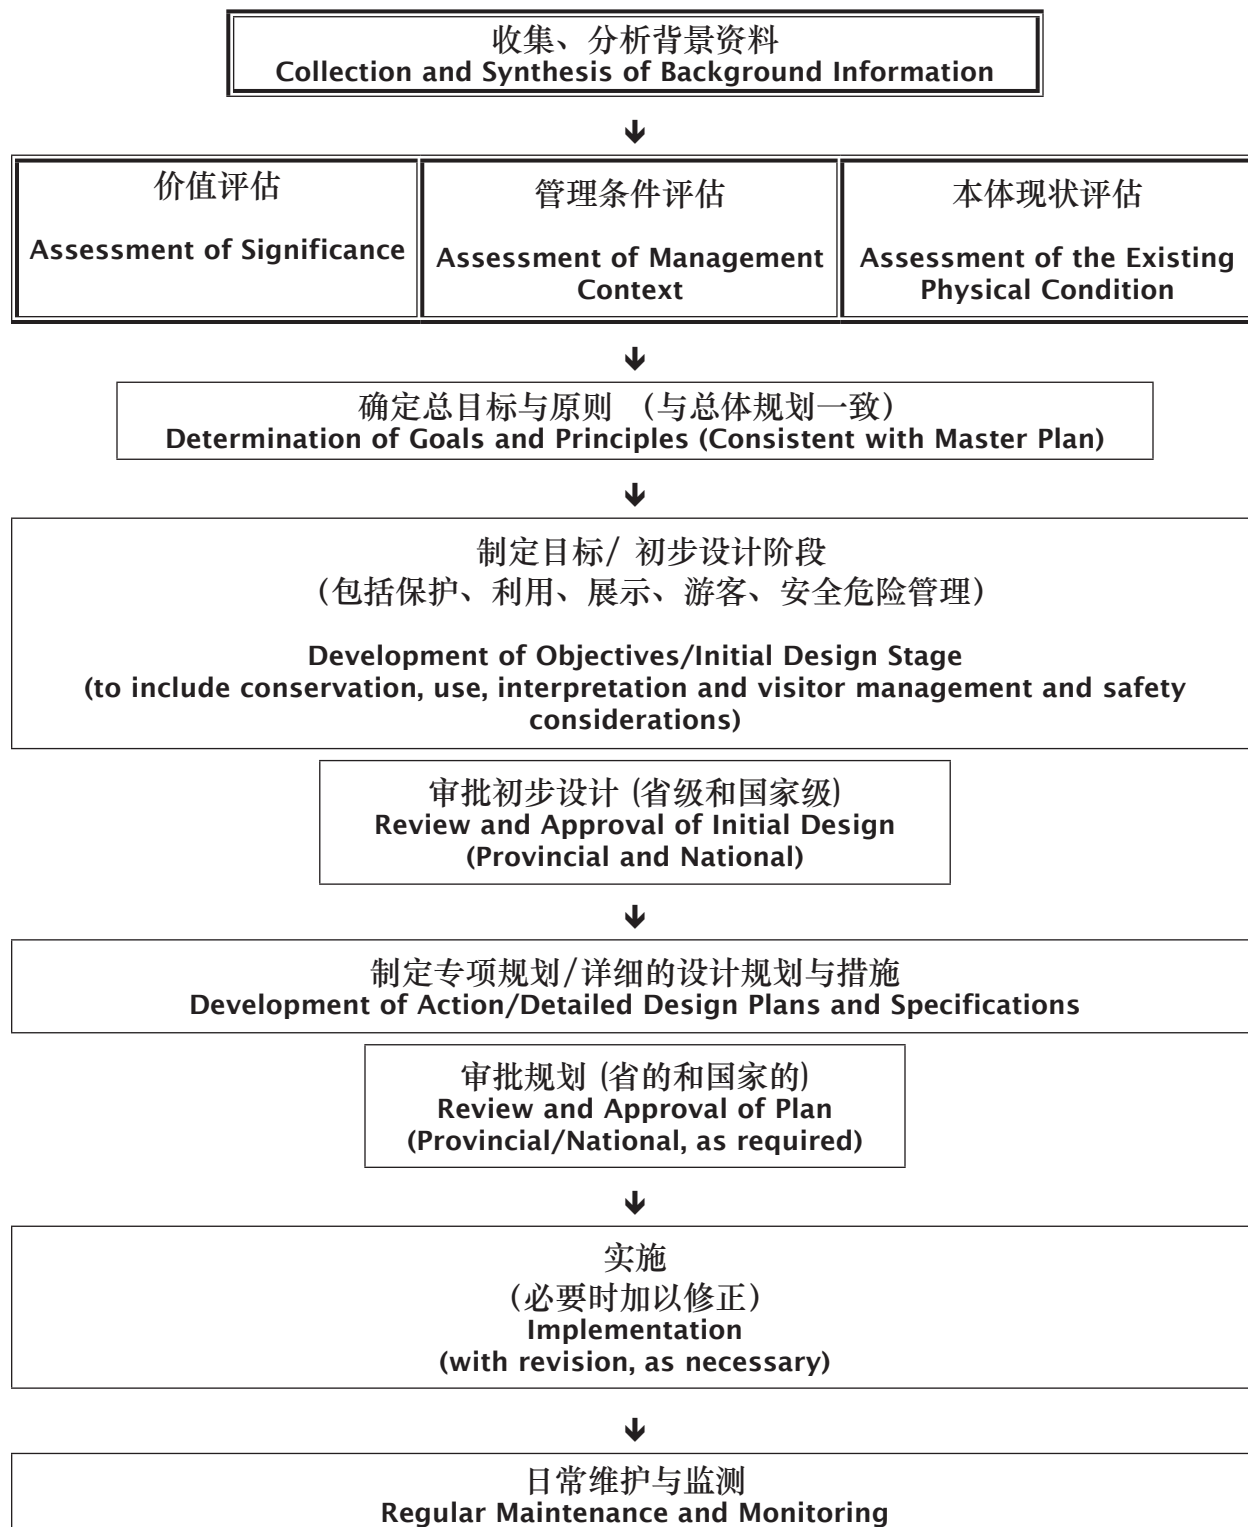 收集、分析背景资料
Collection and Synthesis of Background Information
价值评估
Assessment of Significance
管理条件评估
Assessment of Management
Context
本体现状评估
Assessment of the Existing
Physical Condition
确定总目标与原则 （与总体规划一致）
Determination of Goals and Principles (Consistent with Master Plan)
制定目标/ 初步设计阶段
（包括保护、利用、展示、游客、安全危险管理）
Development of Objectives/Initial Design Stage
(to include conservation, use, interpretation and visitor management and safety
considerations)
审批初步设计 (省级和国家级)
Review and Approval of Initial Design
(Provincial and National)
制定专项规划/详细的设计规划与措施
Development of Action/Detailed Design Plans and Specifications
审批规划 (省的和国家的)
Review and Approval of Plan
(Provincial/National, as required)
实施
（必要时加以修正）
Implementation
(with revision, as necessary)
日常维护与监测
Regular Maintenance and Monitoring